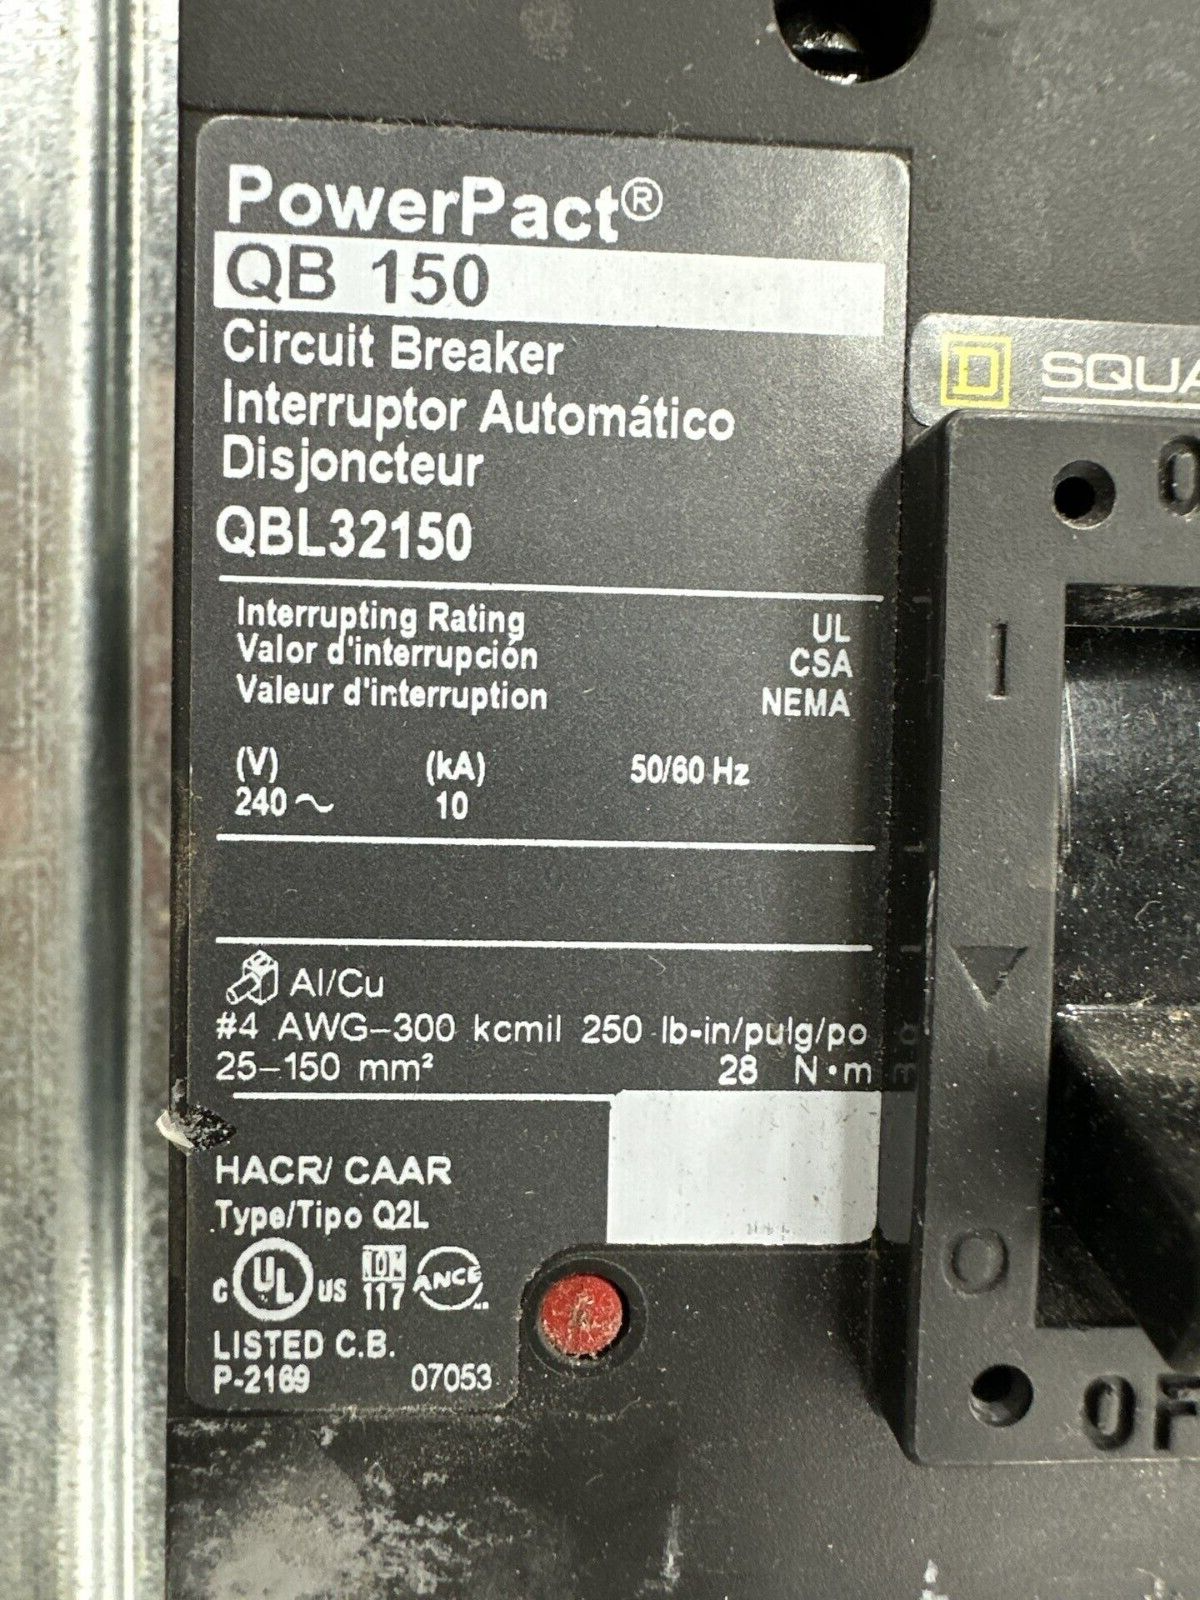 PowerPact®
QB 150
Circuit Breaker
Interruptor Automático
Disjoncteur
QBL32150
Interrupting Rating UL
Valor d'interrupción CSA
Valeur d'interruption NEMA
(V) (kA) 50/60 Hz
240 ~ 10
Al/Cu
#4 AWG–300 kcmil 250 lb-in/pulg/po
25–150 mm² 28 N•m
HACR/ CAAR
Type/Tipo Q2L
c UL us NOM 117 ANCE
LISTED C.B.
P-2169 07053
D SQUA
O
I
O
OF